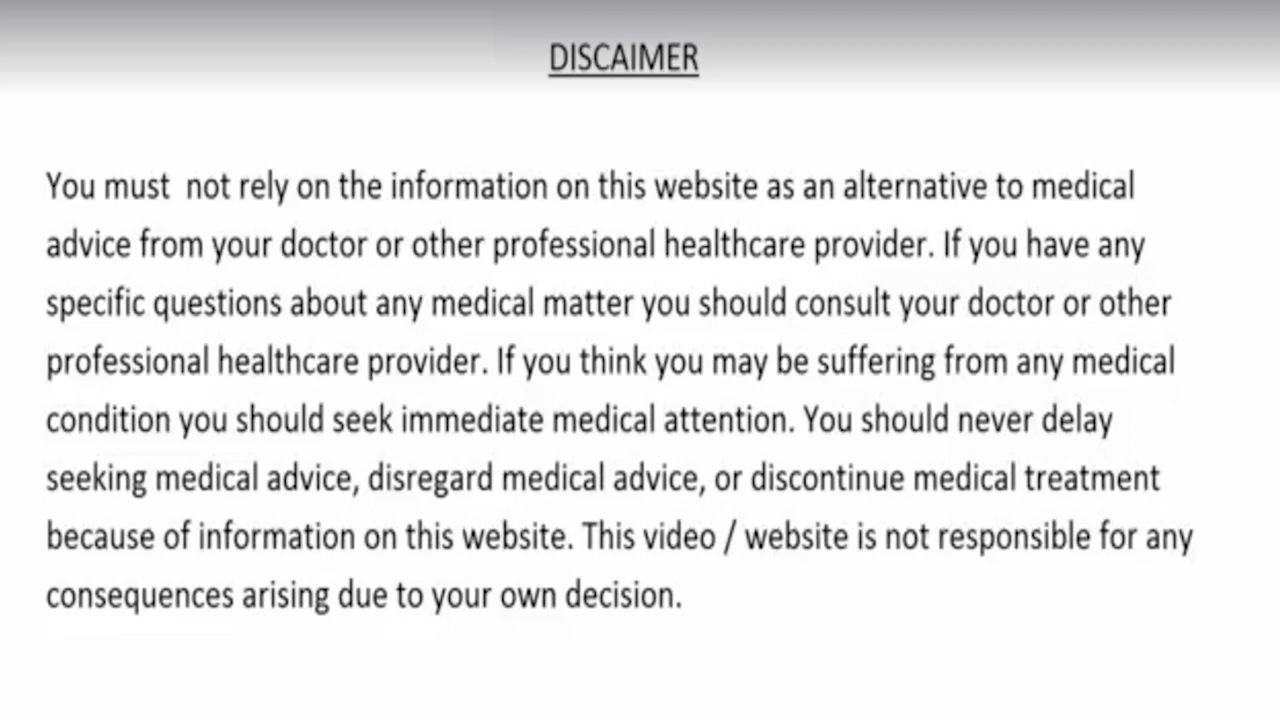 DISCAIMER
You must  not rely on the information on this website as an alternative to medical
advice from your doctor or other professional healthcare provider. If you have any
specific questions about any medical matter you should consult your doctor or other
professional healthcare provider. If you think you may be suffering from any medical
condition you should seek immediate medical attention. You should never delay
seeking medical advice, disregard medical advice, or discontinue medical treatment
because of information on this website. This video / website is not responsible for any
consequences arising due to your own decision.